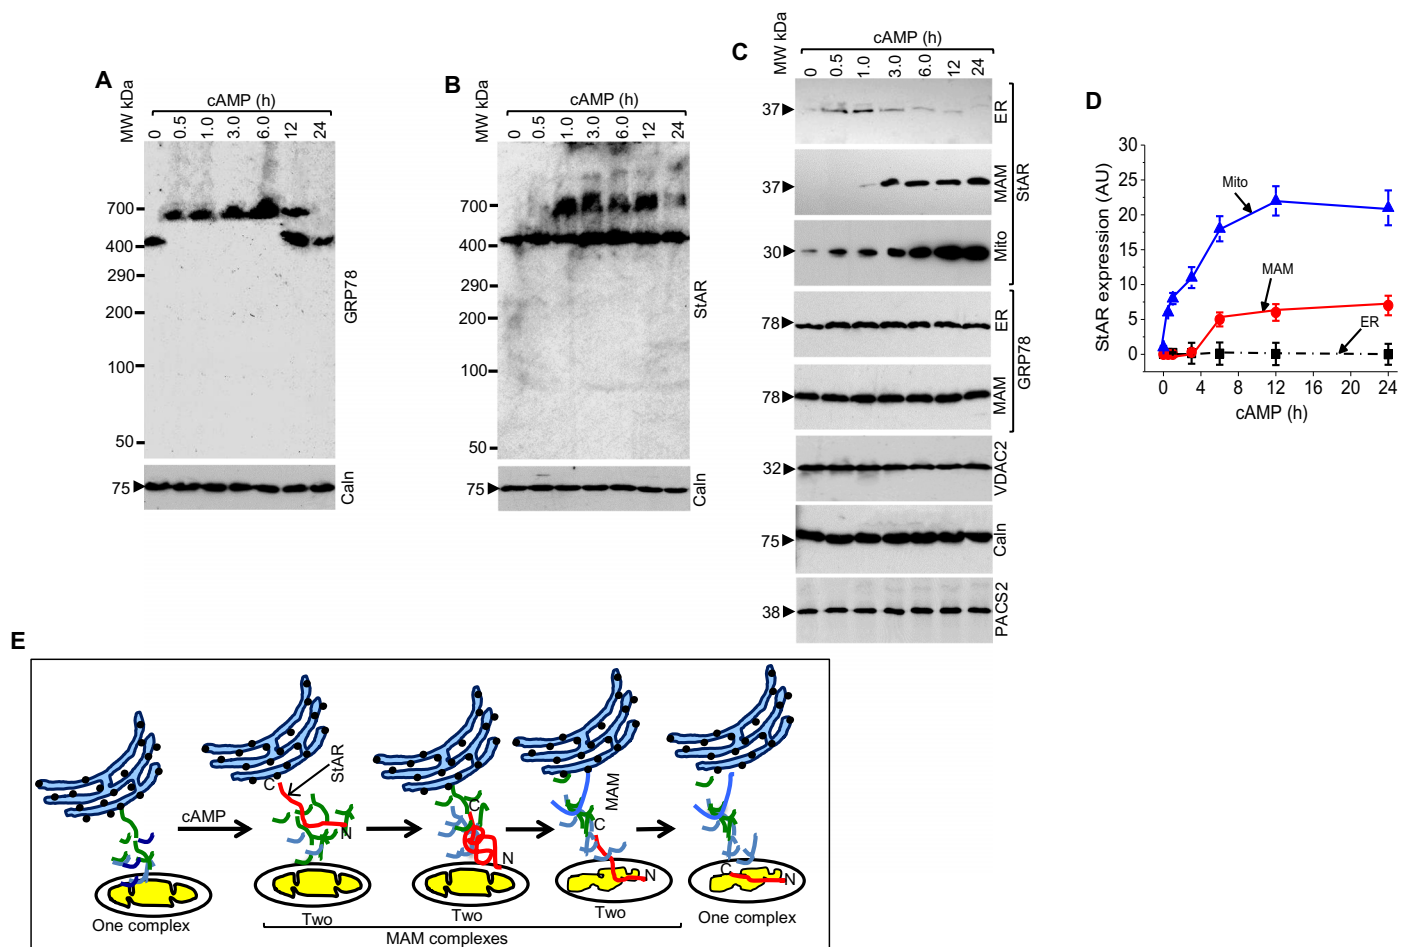 A
MW kDa
cAMP (h)
0 0.5 1.0 3.0 6.0 12 24
700
400
290
200
100
50
GRP78
75
Caln
B
MW kDa
cAMP (h)
0 0.5 1.0 3.0 6.0 12 24
700
400
290
200
100
50
StAR
75
Caln
C
MW kDa
cAMP (h)
0 0.5 1.0 3.0 6.0 12 24
37
ER
37
MAM
30
Mito
StAR
78
ER
78
MAM
GRP78
32
VDAC2
75
Caln
38
PACS2
D
StAR expression (AU)
30
25
20
15
10
5
0
Mito
MAM
ER
0 4 8 12 16 20 24
cAMP (h)
E
cAMP
One complex
C
StAR
N
Two
C
N
Two
MAM
C
N
Two
C
N
One complex
MAM complexes